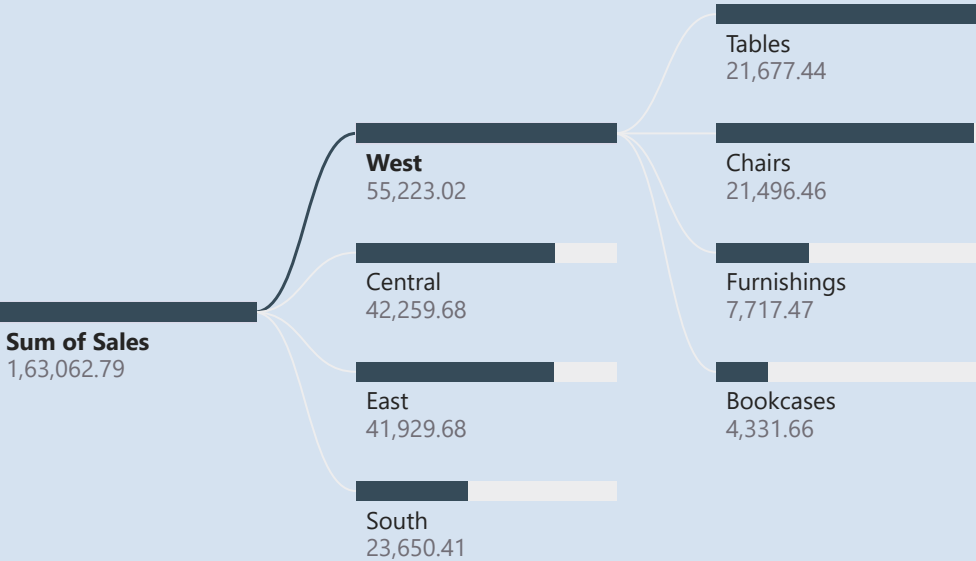 Sum of Sales
1,63,062.79
West
55,223.02
Central
42,259.68
East
41,929.68
South
23,650.41
Tables
21,677.44
Chairs
21,496.46
Furnishings
7,717.47
Bookcases
4,331.66